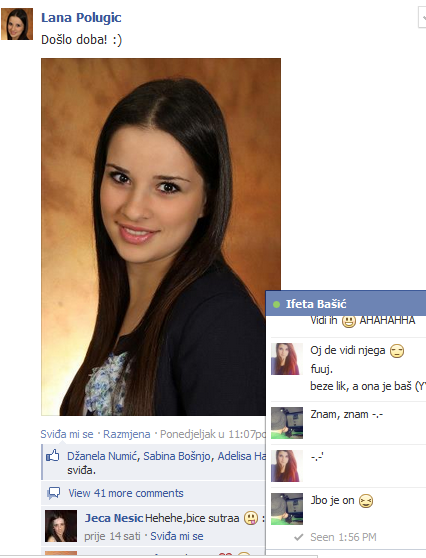 Lana Polugic
Došlo doba! :)
Sviđa mi se · Razmjena · Ponedjeljak u 11:07po
Džanela Numić, Sabina Bošnjo, Adelisa Ha
sviđa.
View 41 more comments
Jeca Nesic Hehehe,bice sutraa :
prije 14 sati · Sviđa mi se
Ifeta Bašić
Vidi ih AHAHAHHA
Oj de vidi njega
fuuj.
beze lik, a ona je baš (Y
Znam, znam -.-
-,-'
Jbo je on
Seen 1:56 PM